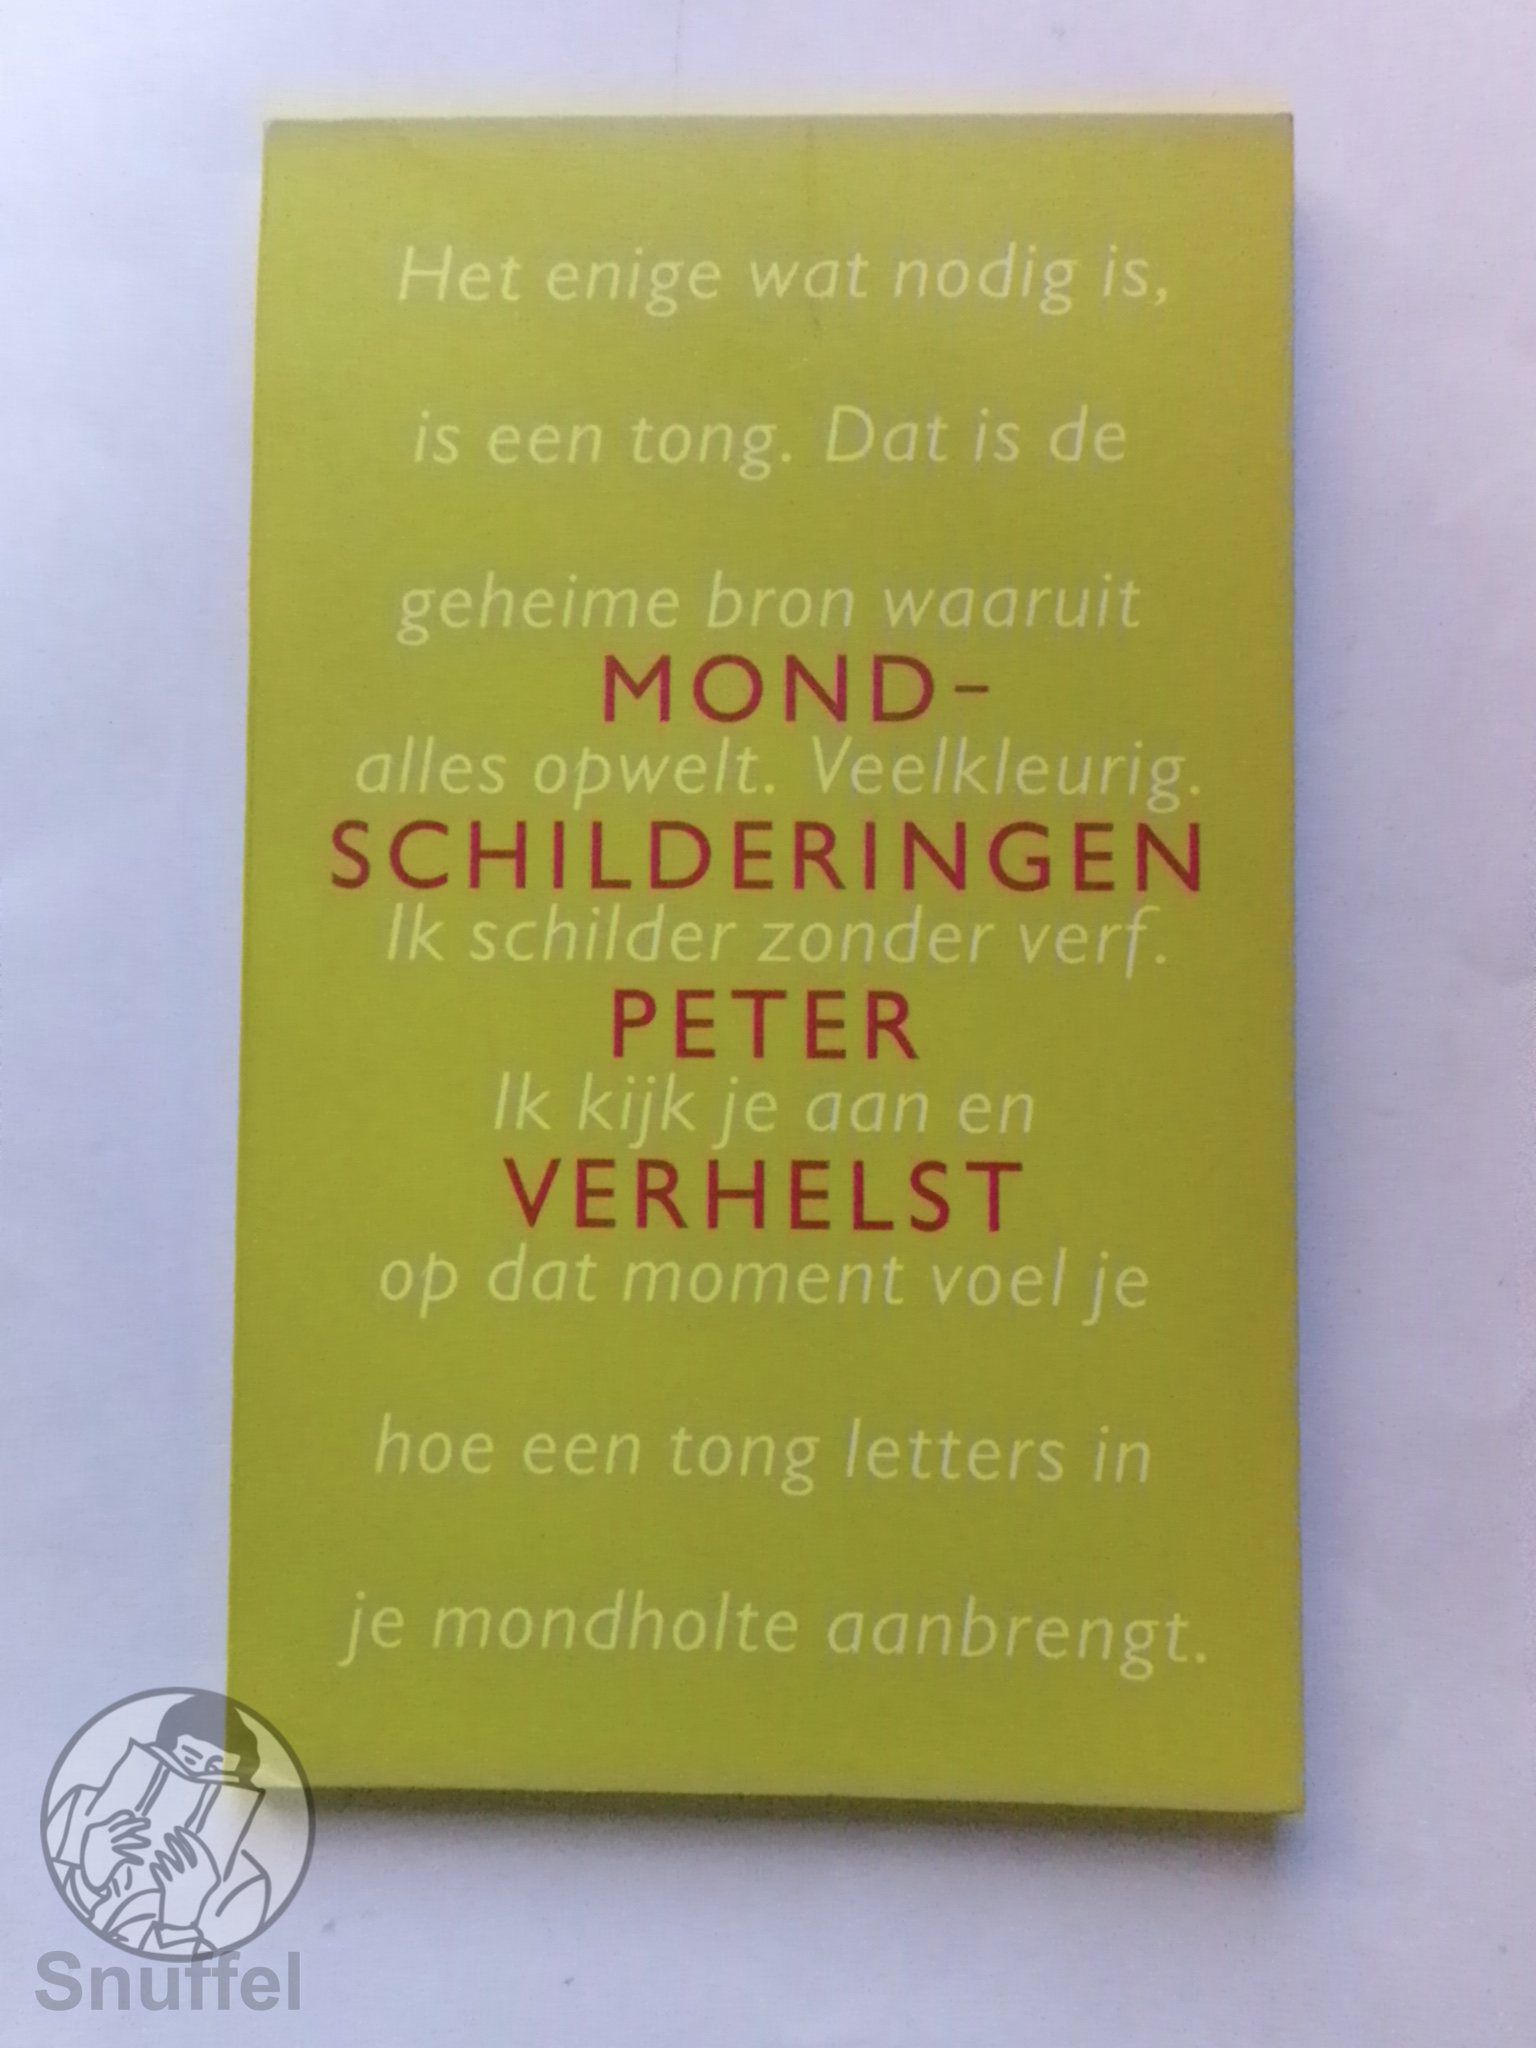 Het enige wat nodig is,
is een tong. Dat is de
geheime bron waaruit
MOND-
alles opwelt. Veelkleurig.
SCHILDERINGEN
Ik schilder zonder verf.
PETER
Ik kijk je aan en
VERHELST
op dat moment voel je
hoe een tong letters in
je mondholte aanbrengt.
Snuffel